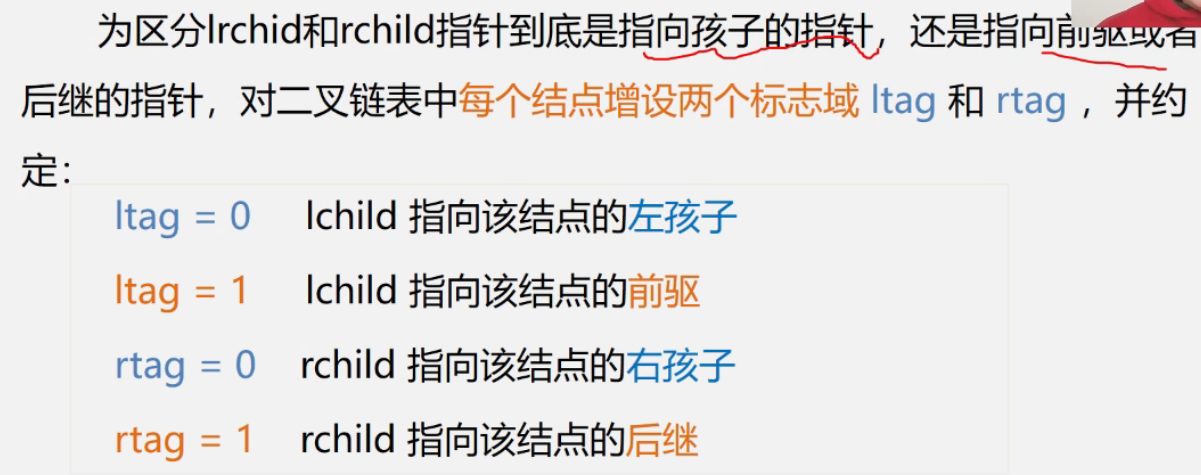 为区分lrchid和rchild指针到底是指向孩子的指针，还是指向前驱或者
后继的指针，对二叉链表中每个结点增设两个标志域 ltag 和 rtag ，并约
定：
ltag = 0 lchild 指向该结点的左孩子
ltag = 1 lchild 指向该结点的前驱
rtag = 0 rchild 指向该结点的右孩子
rtag = 1 rchild 指向该结点的后继